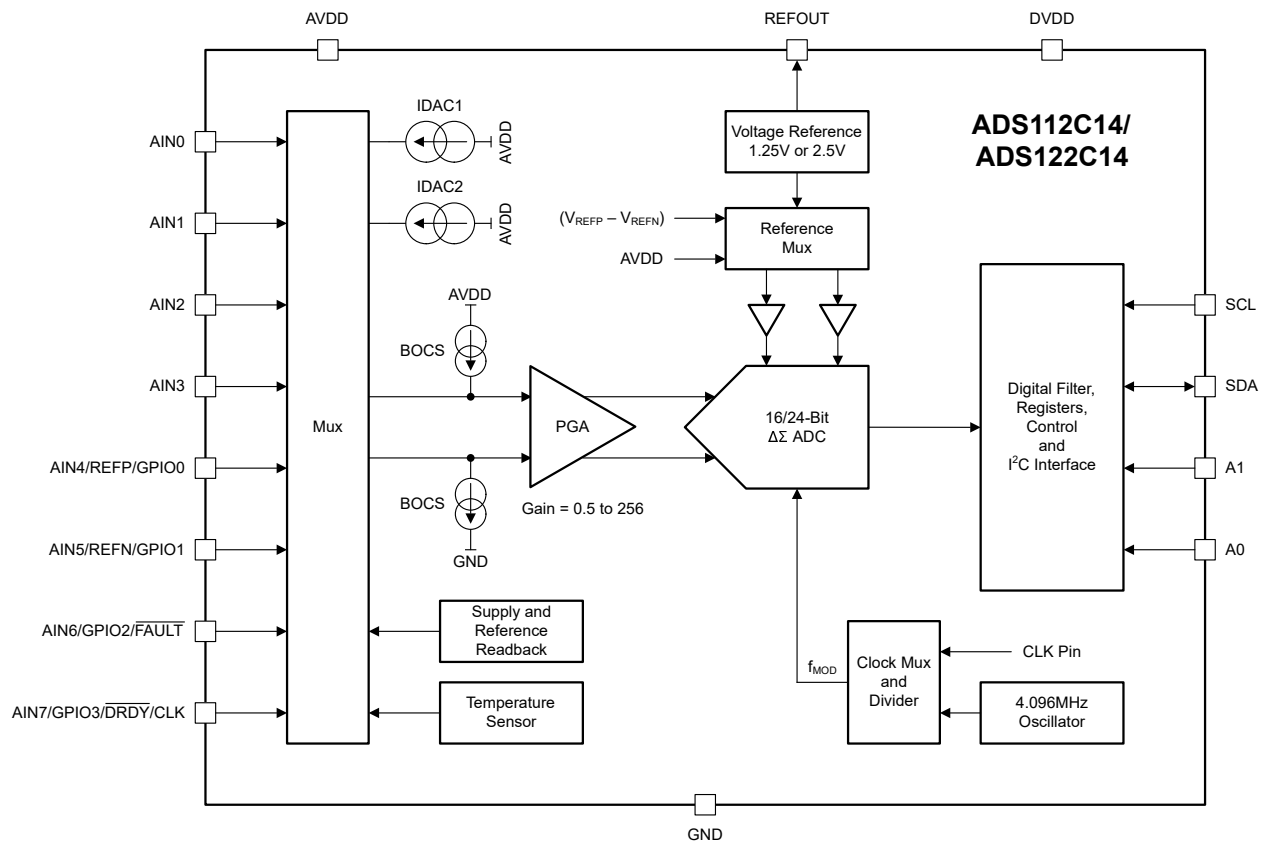 AVDD
REFOUT
DVDD
IDAC1
AVDD
IDAC2
AVDD
Voltage Reference
1.25V or 2.5V
ADS112C14/
ADS122C14
AIN0
AIN1
AIN2
AIN3
AIN4/REFP/GPIO0
AIN5/REFN/GPIO1
AIN6/GPIO2/FAULT
AIN7/GPIO3/DRDY/CLK
Mux
(VREFP – VREFN)
AVDD
Reference
Mux
AVDD
BOCS
PGA
Gain = 0.5 to 256
BOCS
GND
16/24-Bit
ΔΣ ADC
Digital Filter,
Registers,
Control
and
I²C Interface
SCL
SDA
A1
A0
Supply and
Reference
Readback
Temperature
Sensor
fMOD
Clock Mux
and
Divider
CLK Pin
4.096MHz
Oscillator
GND